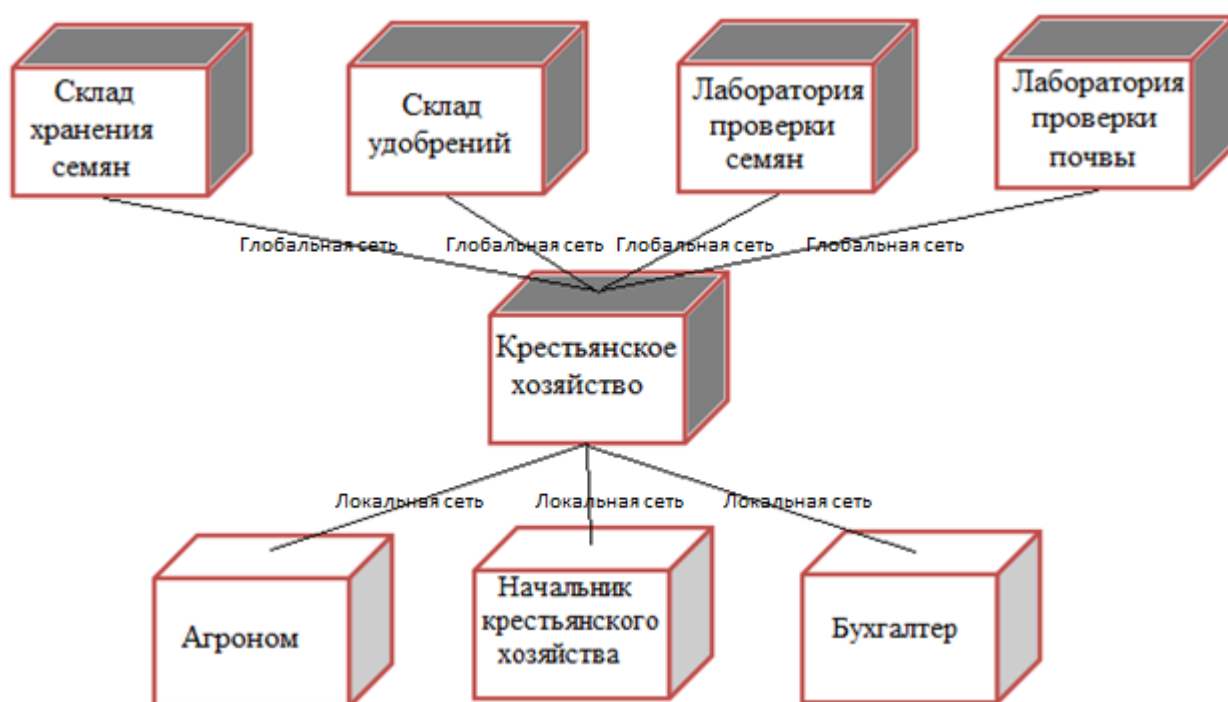 Склад
хранения
семян
Склад
удобрений
Лаборатория
проверки
семян
Лаборатория
проверки
почвы
Глобальная сеть
Глобальная сеть
Глобальная сеть
Глобальная сеть
Крестьянское
хозяйство
Локальная сеть
Локальная сеть
Локальная сеть
Агроном
Начальник
крестьянского
хозяйства
Бухгалтер